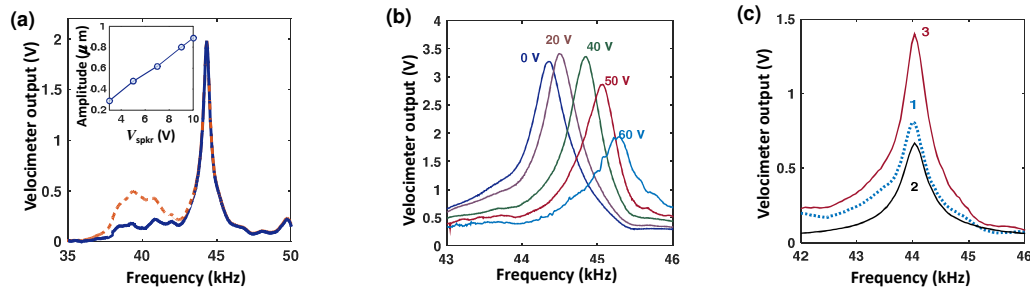 (a)
Velocimeter output (V)
2
1.5
1
0.5
0
35
40
45
50
Frequency (kHz)
Amplitude (μm)
1
0.8
0.6
0.4
0.2
4
6
8
10
Vspkr (V)
(b)
Velocimeter output (V)
4
3.5
3
2.5
2
1.5
1
0.5
0
43
44
45
46
Frequency (kHz)
0 V
20 V
40 V
50 V
60 V
(c)
Velocimeter output (V)
1.5
1
0.5
0
42
43
44
45
46
Frequency (kHz)
3
1
2